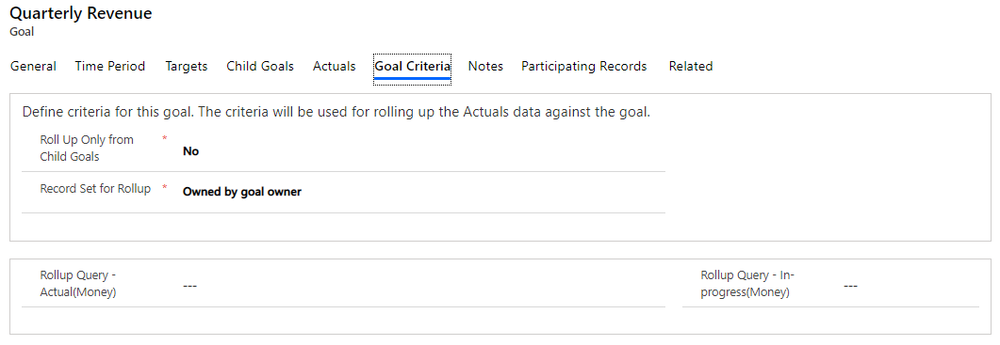 Quarterly Revenue
Goal
General Time Period Targets Child Goals Actuals Goal Criteria Notes Participating Records Related
Define criteria for this goal. The criteria will be used for rolling up the Actuals data against the goal.
Roll Up Only from * No
Child Goals
Record Set for Rollup * Owned by goal owner
Rollup Query - --- Rollup Query - In- ---
Actual(Money) progress(Money)